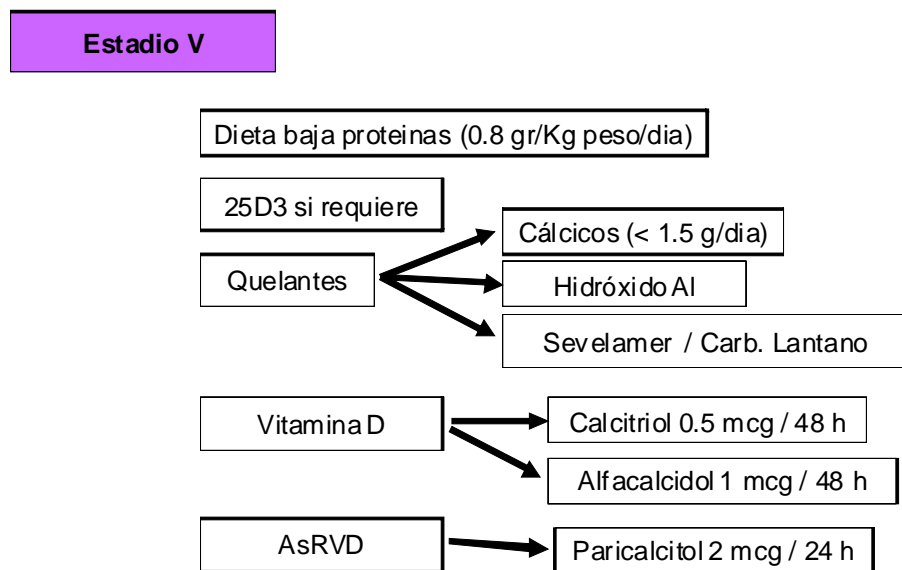 Estadio V
Dieta baja proteinas (0.8 gr/Kg peso/dia)
25D3 si requiere
Cálcicos (< 1.5 g/dia)
Quelantes
Hidróxido Al
Sevelamer / Carb. Lantano
Vitamina D
Calcitriol 0.5 mcg / 48 h
Alfacalcidol 1 mcg / 48 h
AsRVD
Paricalcitol 2 mcg / 24 h